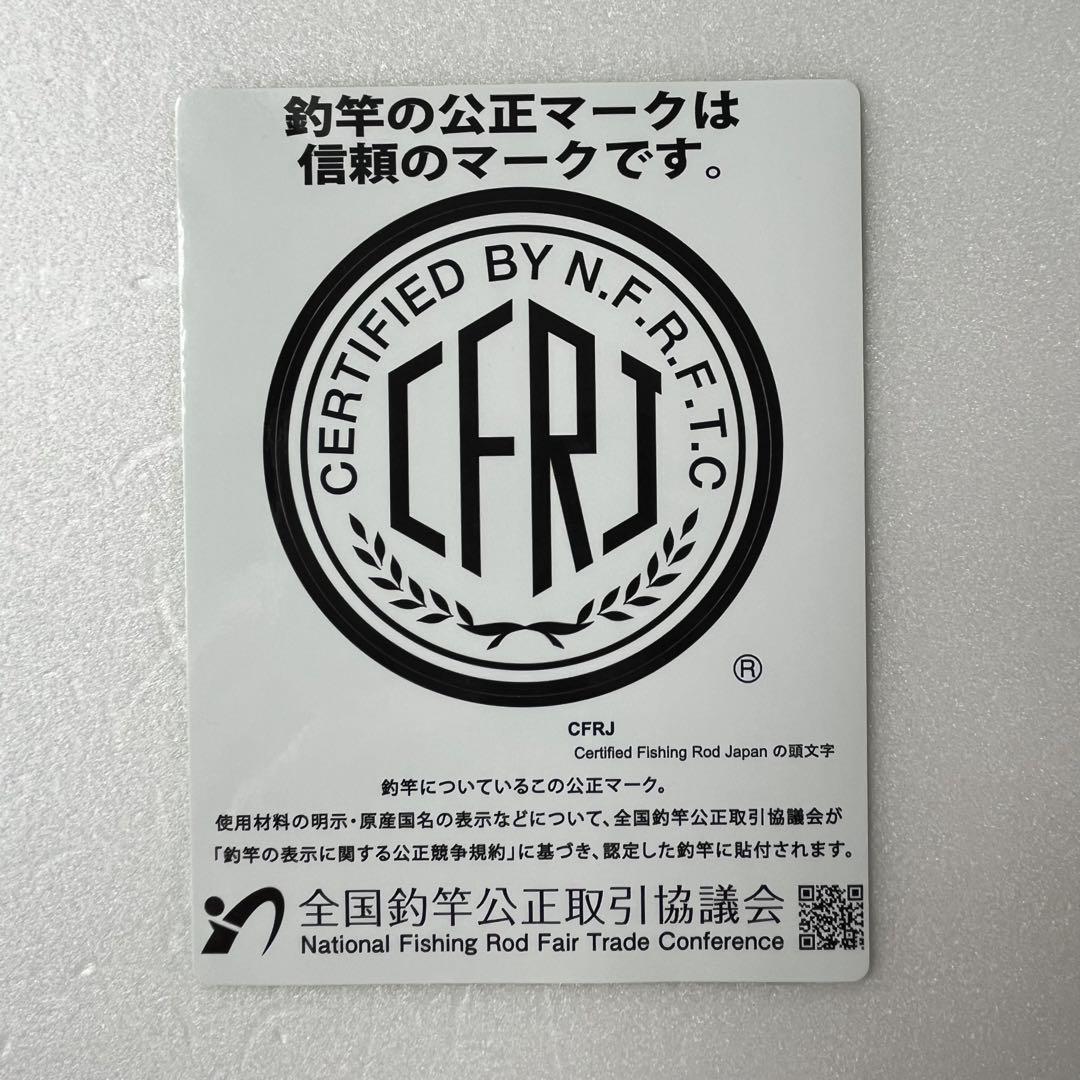 釣竿の公正マークは
信頼のマークです。
CERTIFIED BY N.F.R.F.T.C
CFRJ
®
CFRJ
Certified Fishing Rod Japan の頭文字
釣竿についているこの公正マーク。
使用材料の明示・原産国名の表示などについて、全国釣竿公正取引協議会が
「釣竿の表示に関する公正競争規約」に基づき、認定した釣竿に貼付されます。
全国釣竿公正取引協議会
National Fishing Rod Fair Trade Conference